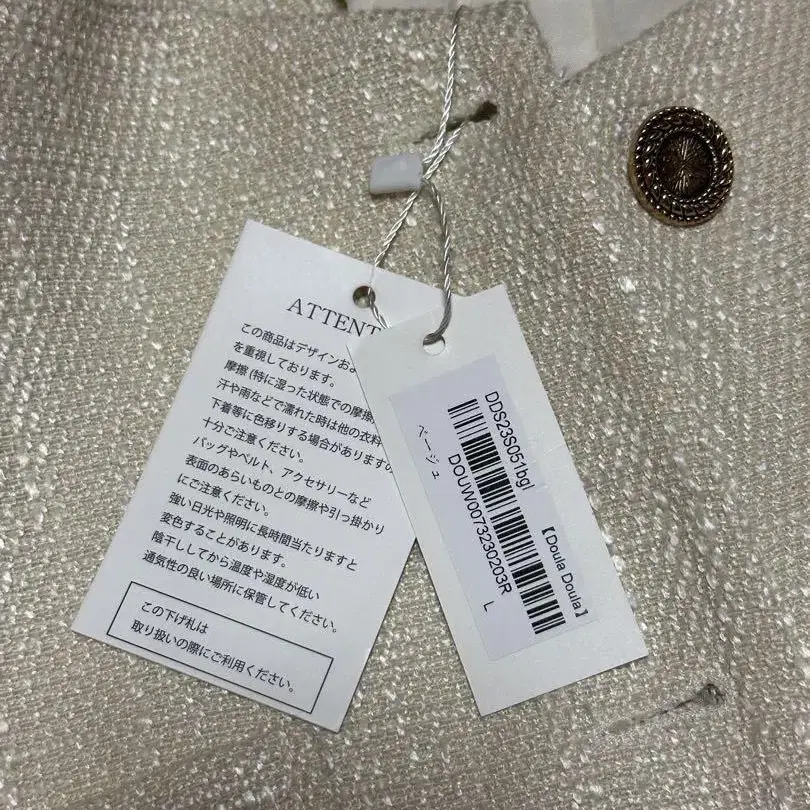 ATTENT
この商品はデザインおよ
を重視しております。
摩擦(特に湿った状態での摩擦
汗や雨などで濡れた時は他の衣料
下着等に色移りする場合がありますの
十分ご注意ください。
バッグやベルト、アクセサリーなど
表面のあらいものとの摩擦や引っ掛かり
にご注意ください。
強い日光や照明に長時間当たりますと
変色することがあります。
陰干ししてから温度や湿度が低い
通気性の良い場所に保管してください。
この下げ札は
取り扱いの際にご利用ください。
【Doula Doula】
DDS23S051bgl
DOUW0073230203R
ベージュ
L